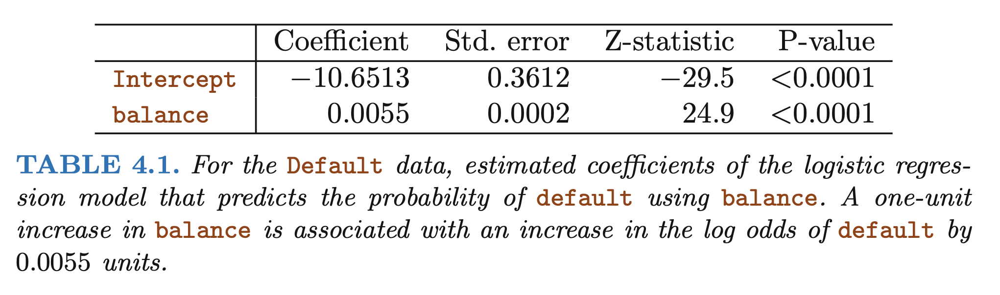 Coefficient Std. error Z-statistic P-value
Intercept −10.6513 0.3612 −29.5 <0.0001
balance 0.0055 0.0002 24.9 <0.0001
TABLE 4.1. For the Default data, estimated coefficients of the logistic regres-
sion model that predicts the probability of default using balance. A one-unit
increase in balance is associated with an increase in the log odds of default by
0.0055 units.